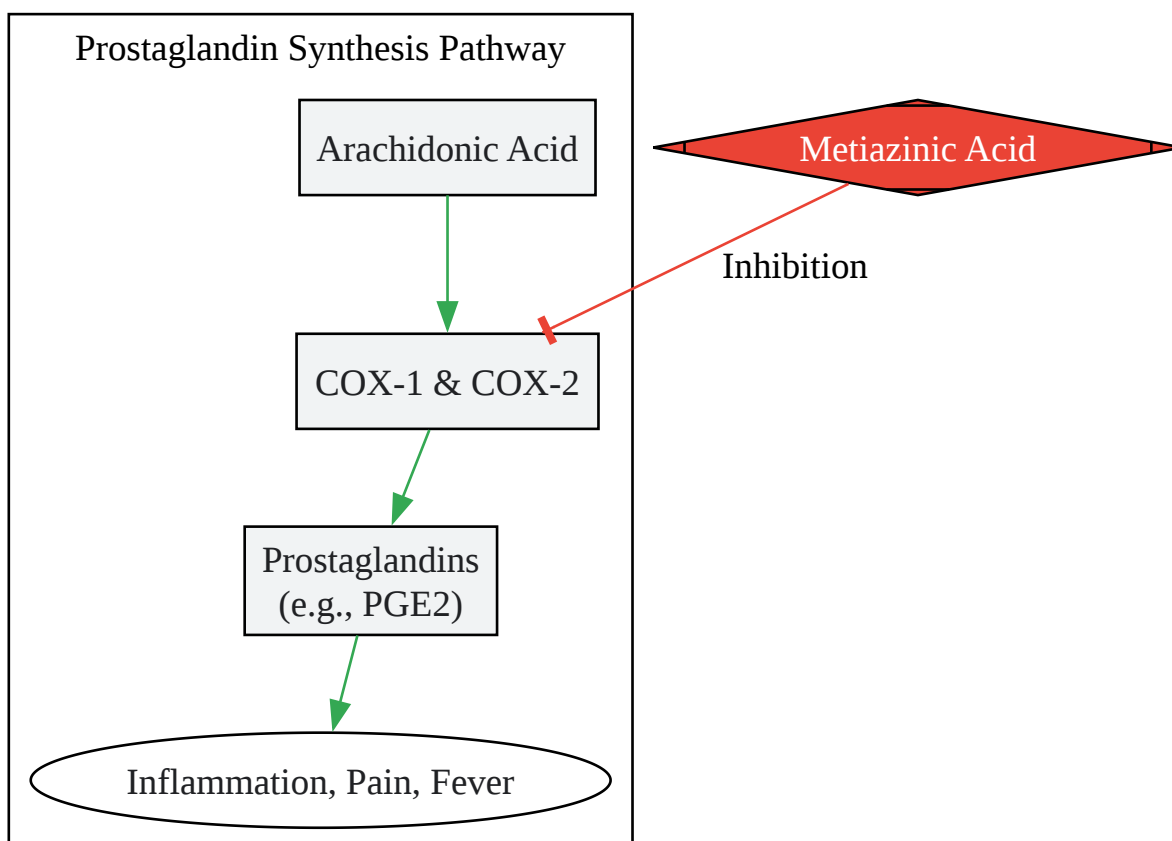 Prostaglandin Synthesis Pathway
Arachidonic Acid
Metiazinic Acid
Inhibition
COX-1 & COX-2
Prostaglandins
(e.g., PGE2)
Inflammation, Pain, Fever